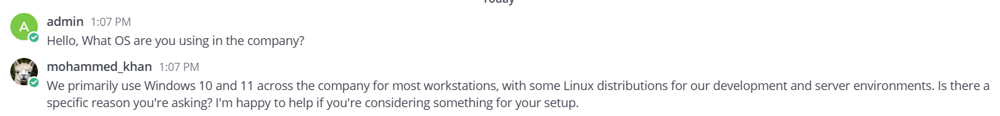 Today
admin 1:07 PM
A
Hello, What OS are you using in the company?
mohammed_khan 1:07 PM
We primarily use Windows 10 and 11 across the company for most workstations, with some Linux distributions for our development and server environments. Is there a
specific reason you're asking? I'm happy to help if you're considering something for your setup.